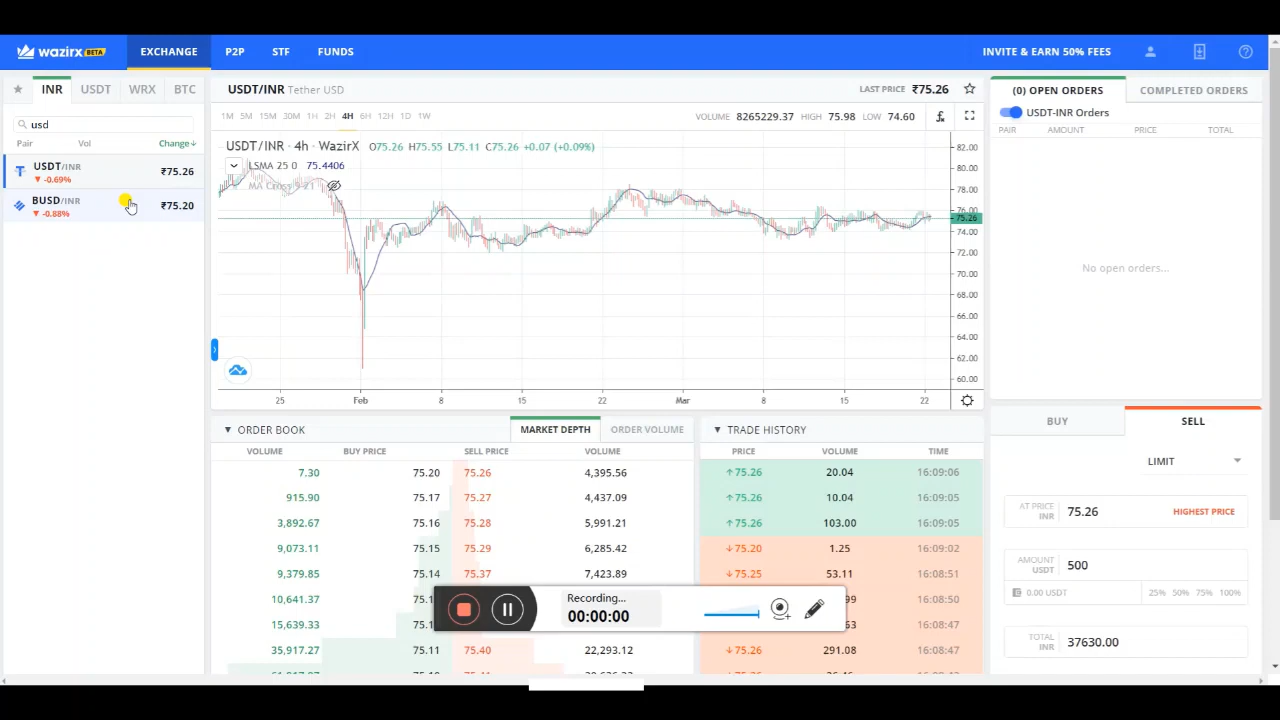 wazirx BETA
EXCHANGE
P2P
STF
FUNDS
INVITE & EARN 50% FEES
INR
USDT
WRX
BTC
usd
Pair
Vol
Change
USDT/INR
₹75.26
▼ -0.69%
BUSD/INR
₹75.20
▼ -0.88%
USDT/INR Tether USD
LAST PRICE ₹75.26
1M 5M 15M 30M 1H 2H 4H 6H 12H 1D 1W
VOLUME 8265229.37 HIGH 75.98 LOW 74.60
USDT/INR · 4h · WazirX O75.26 H75.55 L75.11 C75.26 +0.07 (+0.09%)
LSMA 25 0 75.4406
MA Cross 9 21
82.00
80.00
78.00
76.00
75.26
74.00
72.00
70.00
68.00
66.00
64.00
62.00
60.00
25 Feb 8 15 22 Mar 8 15 22
ORDER BOOK
MARKET DEPTH
ORDER VOLUME
VOLUME BUY PRICE SELL PRICE VOLUME
7.30 75.20 75.26 4,395.56
915.90 75.17 75.27 4,437.09
3,892.67 75.16 75.28 5,991.21
9,073.11 75.15 75.29 6,285.42
9,379.85 75.14 75.37 7,423.89
10,641.37
15,639.33
35,917.27 75.11 75.40 22,293.12
TRADE HISTORY
PRICE VOLUME TIME
↑75.26 20.04 16:09:06
↑75.26 10.04 16:09:05
↑75.26 103.00 16:09:05
↓75.20 1.25 16:09:02
↓75.25 53.11 16:08:51
16:08:50
16:08:48
↓75.26 291.08 16:08:47
Recording...
00:00:00
(0) OPEN ORDERS
COMPLETED ORDERS
USDT-INR Orders
PAIR AMOUNT PRICE TOTAL
No open orders...
BUY
SELL
LIMIT
AT PRICE INR
75.26
HIGHEST PRICE
AMOUNT USDT
500
0.00 USDT
25% 50% 75% 100%
TOTAL INR
37630.00